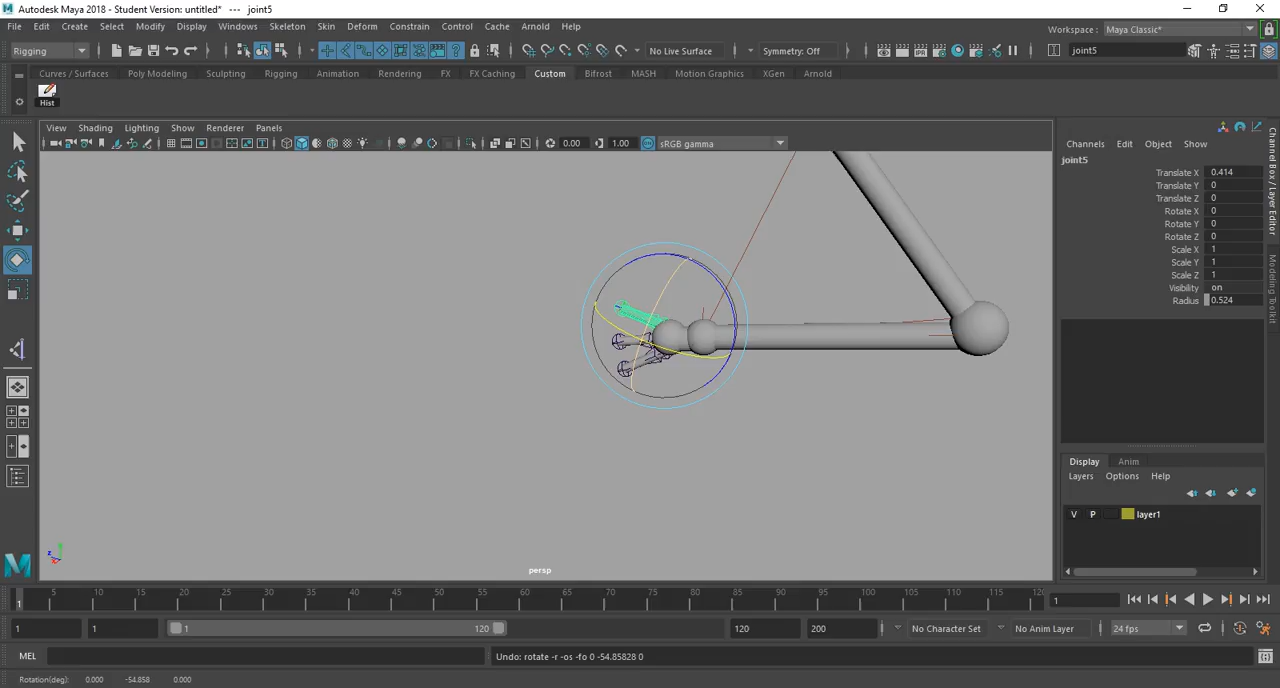 Autodesk Maya 2018 - Student Version: untitled* --- joint5
File Edit Create Select Modify Display Windows Skeleton Skin Deform Constrain Control Cache Arnold Help
Workspace: Maya Classic*
Rigging No Live Surface Symmetry: Off joint5
Curves / Surfaces Poly Modeling Sculpting Rigging Animation Rendering FX FX Caching Custom Bifrost MASH Motion Graphics XGen Arnold
Hist
View Shading Lighting Show Renderer Panels
0.00 1.00 sRGB gamma
Channels Edit Object Show
joint5
Translate X 0.414
Translate Y 0
Translate Z 0
Rotate X 0
Rotate Y 0
Rotate Z 0
Scale X 1
Scale Y 1
Scale Z 1
Visibility on
Radius 0.524
Channel Box / Layer Editor
Modeling Toolkit
Display Anim
Layers Options Help
V P layer1
persp
5 10 15 20 25 30 35 40 45 50 55 60 65 70 75 80 85 90 95 100 105 110 115 120
1 1
1 1 1 120 120 200 No Character Set No Anim Layer 24 fps
MEL Undo: rotate -r -os -fo 0 -54.85828 0
Rotation(deg): 0.000 -54.858 0.000